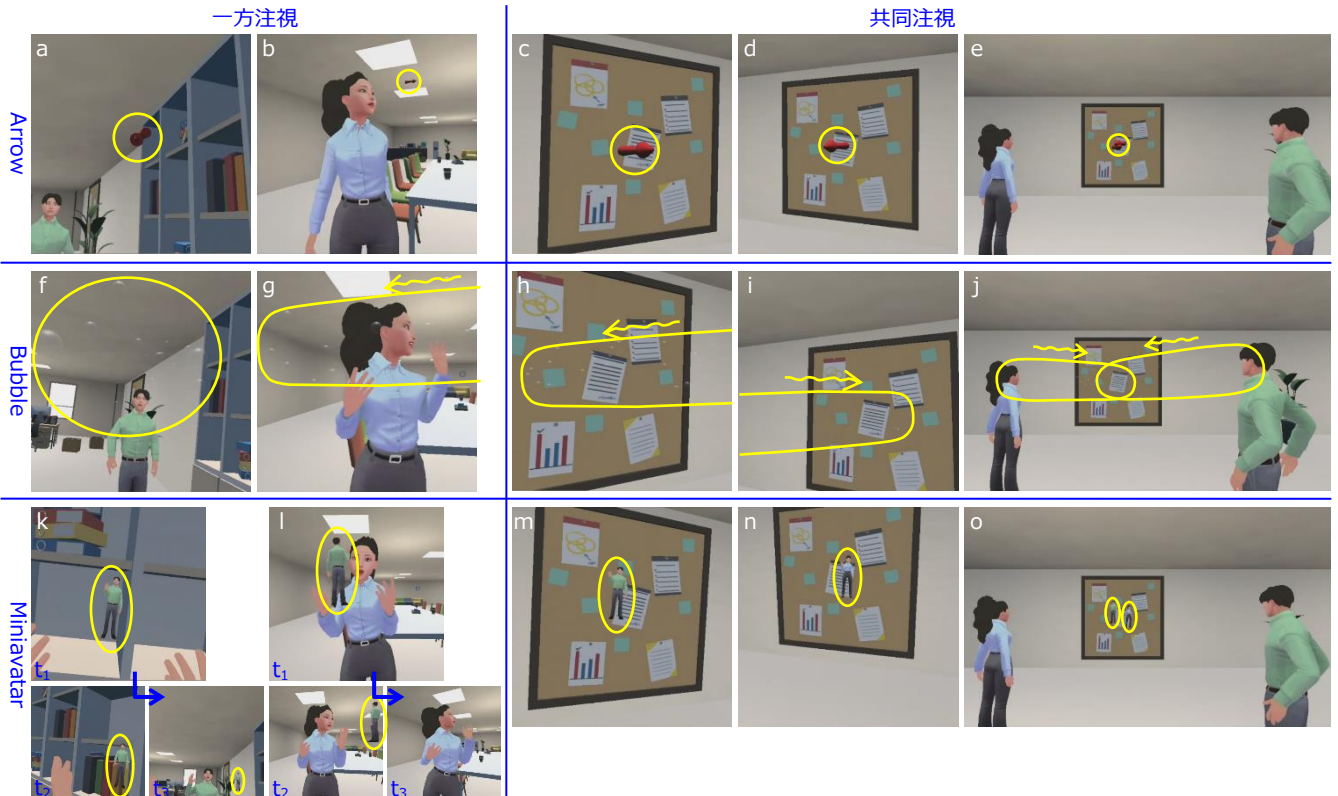 一方注視
共同注視
Arrow
a
b
c
d
e
Bubble
f
g
h
i
j
Miniavatar
k
l
m
n
o
t₁
t₁
t₂
t₃
t₂
t₃